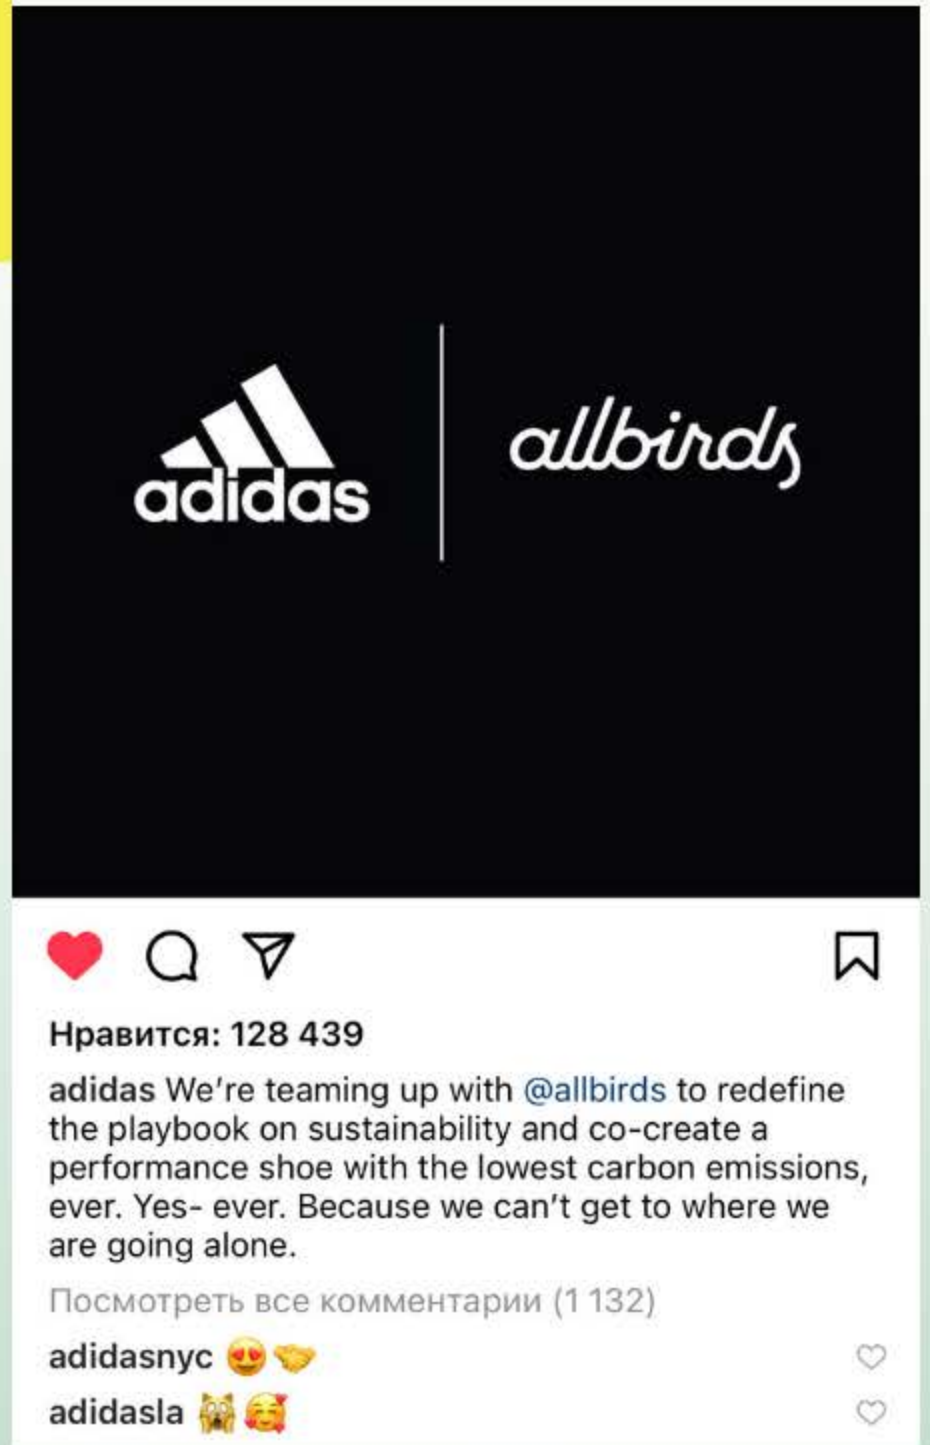 adidas
allbirds
Нравится: 128 439
adidas We're teaming up with @allbirds to redefine
the playbook on sustainability and co-create a
performance shoe with the lowest carbon emissions,
ever. Yes- ever. Because we can't get to where we
are going alone.
Посмотреть все комментарии (1 132)
adidasnyc 😍🤝
adidasla 🙀🥰